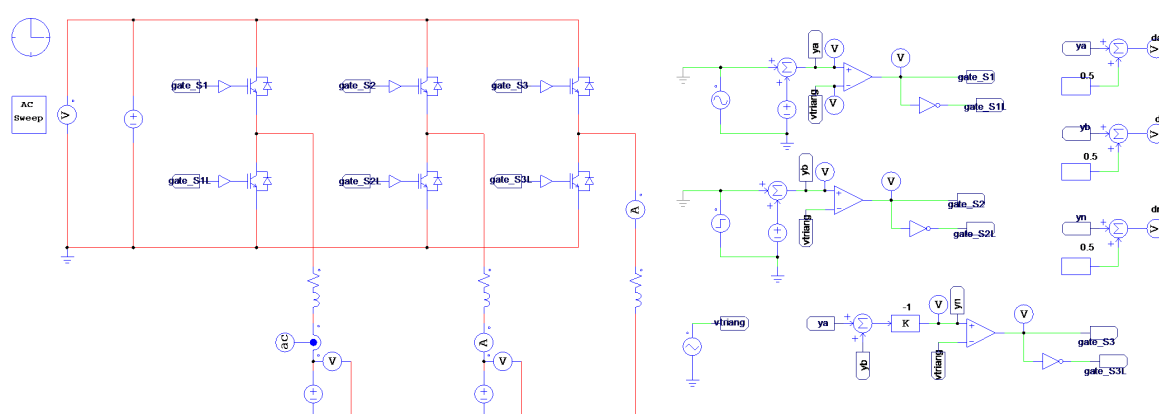 AC
Sweep
V
gate_S1
gate_S2
gate_S3
gate_S1L
gate_S2L
gate_S3L
A
ac
V
A
V
ya
V
V
vtriang
V
gate_S1
gate_S1L
yb
V
V
vtriang
gate_S2
gate_S2L
vtriang
ya
yb
-1
K
V
yn
vtriang
V
gate_S3
gate_S3L
ya
0.5
V
yb
0.5
V
yn
0.5
V